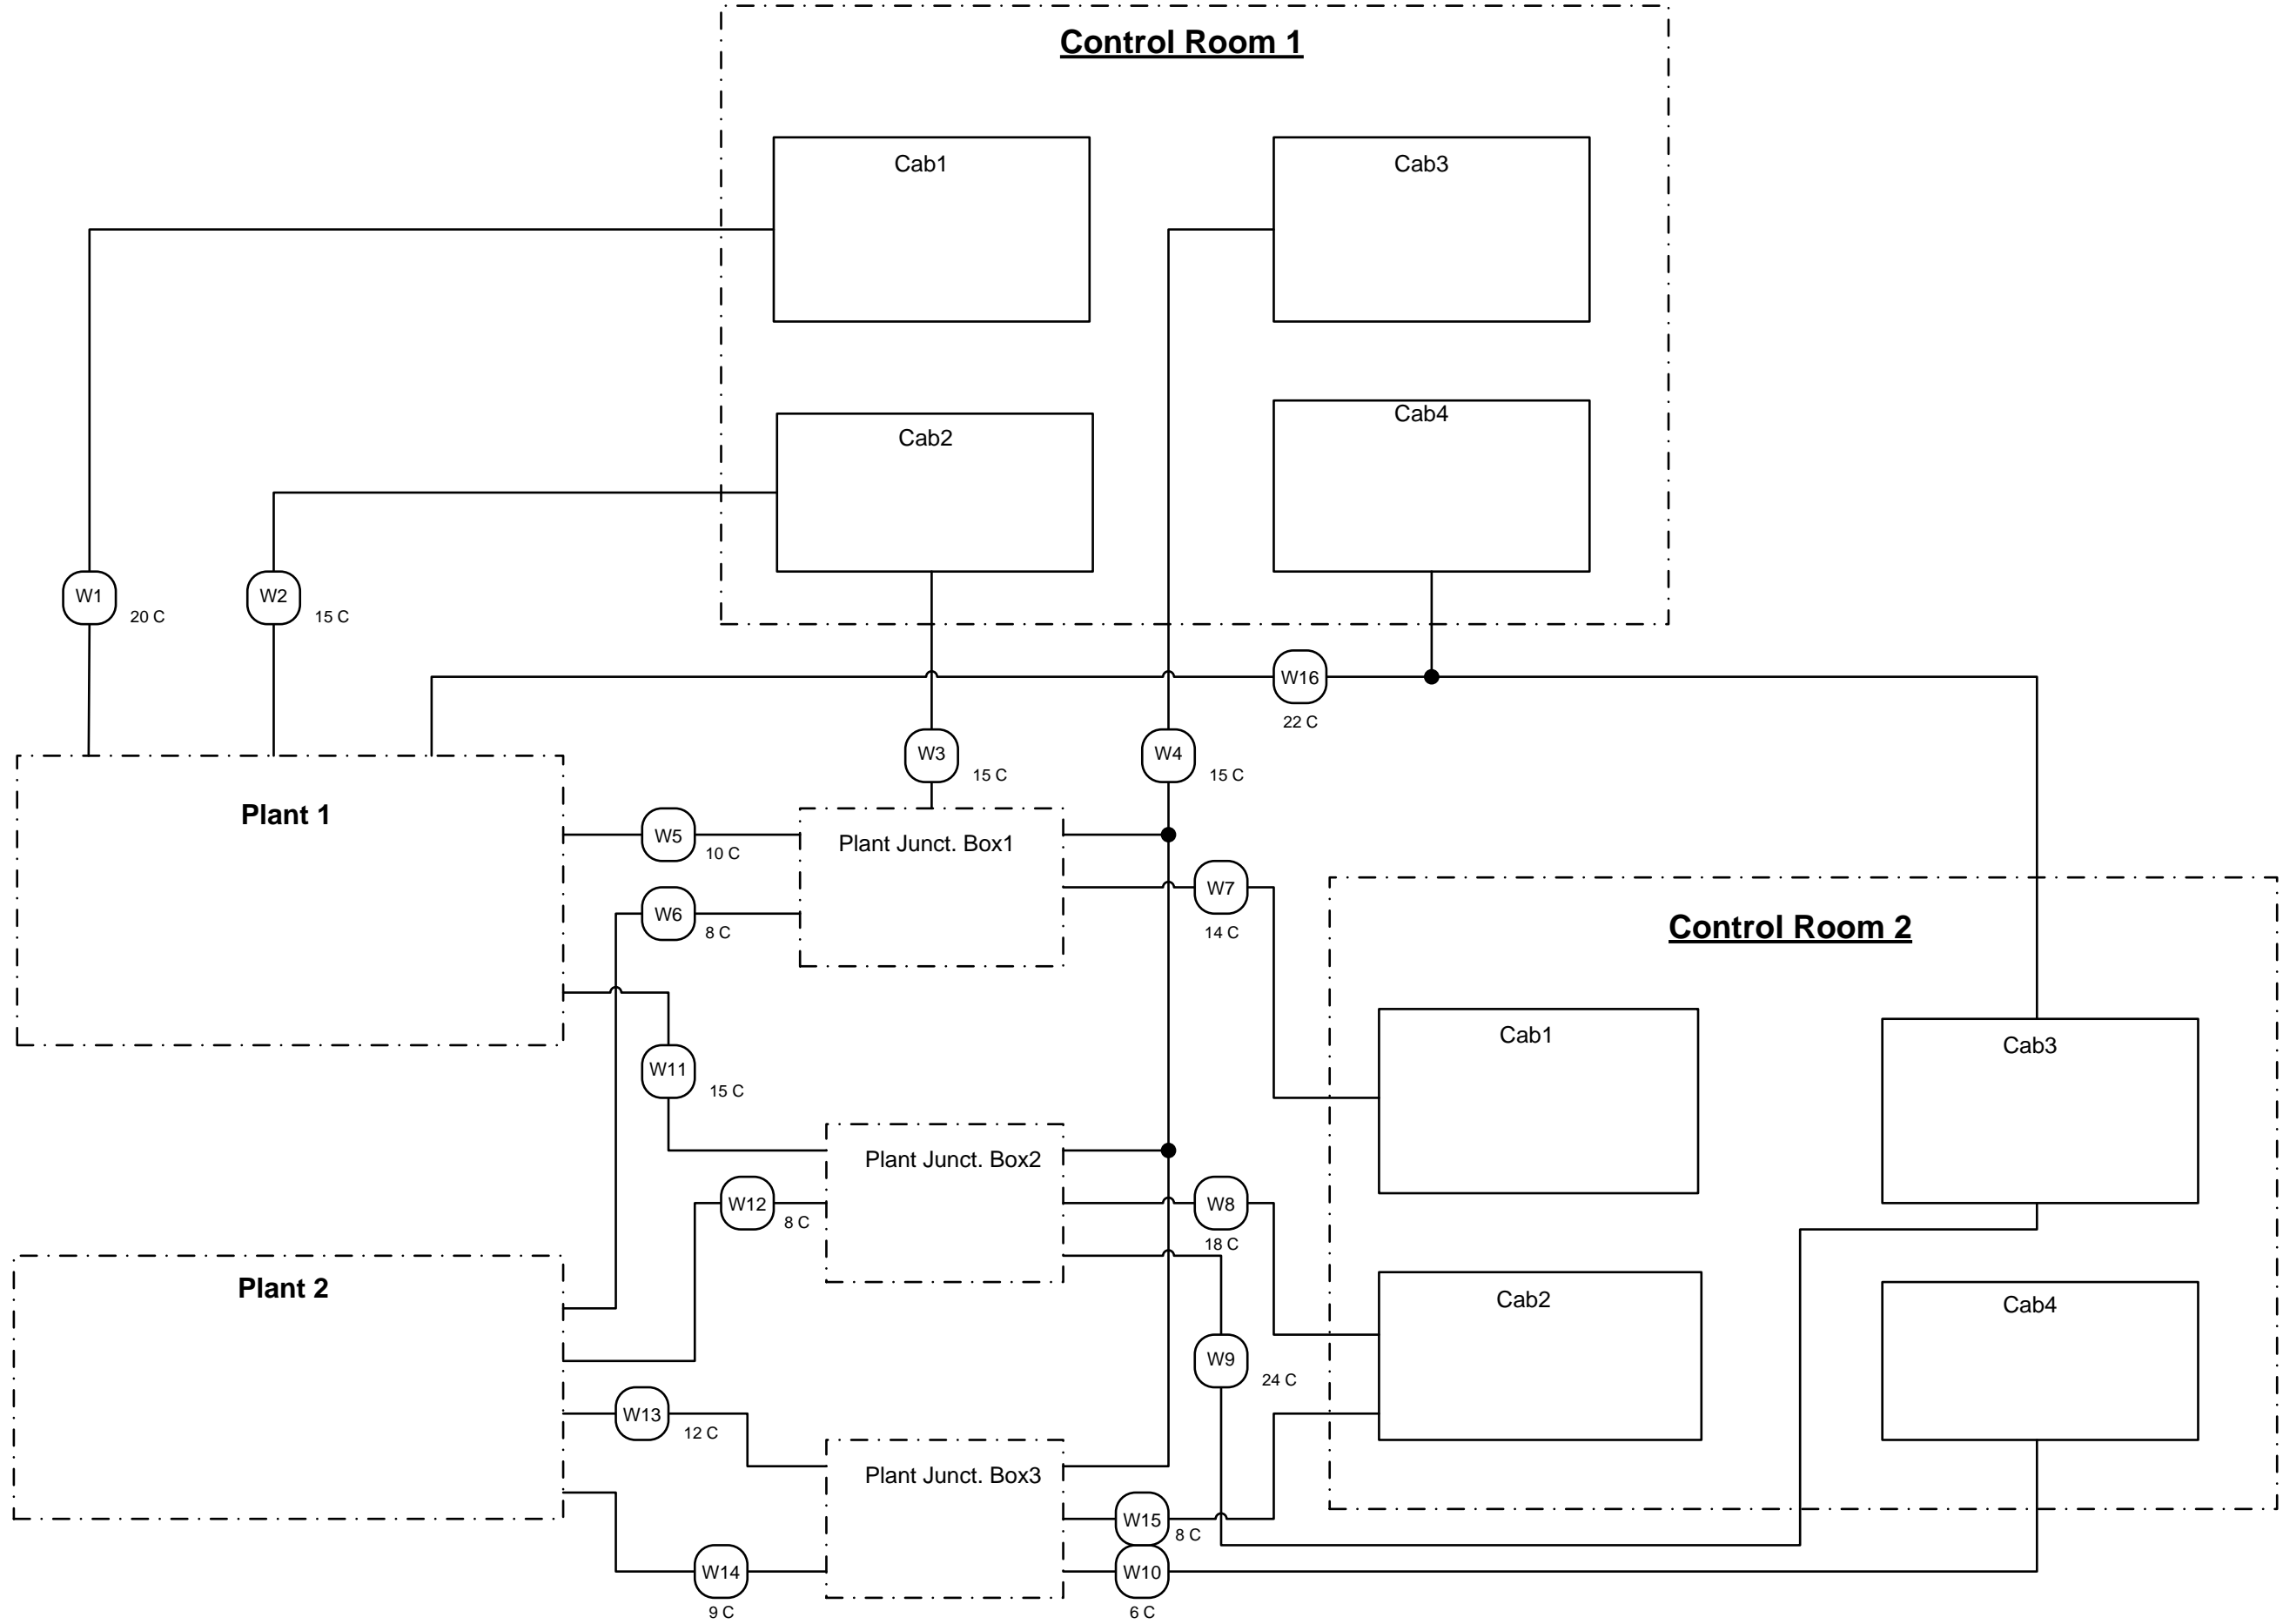 Control Room 1
Cab1
Cab3
Cab2
Cab4
W1
20 C
W2
15 C
W16
22 C
W3
15 C
W4
15 C
Plant 1
W5
10 C
Plant Junct. Box1
W6
8 C
W7
14 C
Control Room 2
Cab1
Cab3
W11
15 C
Plant Junct. Box2
W12
8 C
W8
18 C
Plant 2
Cab2
Cab4
W9
24 C
W13
12 C
Plant Junct. Box3
W15
8 C
W14
9 C
W10
6 C